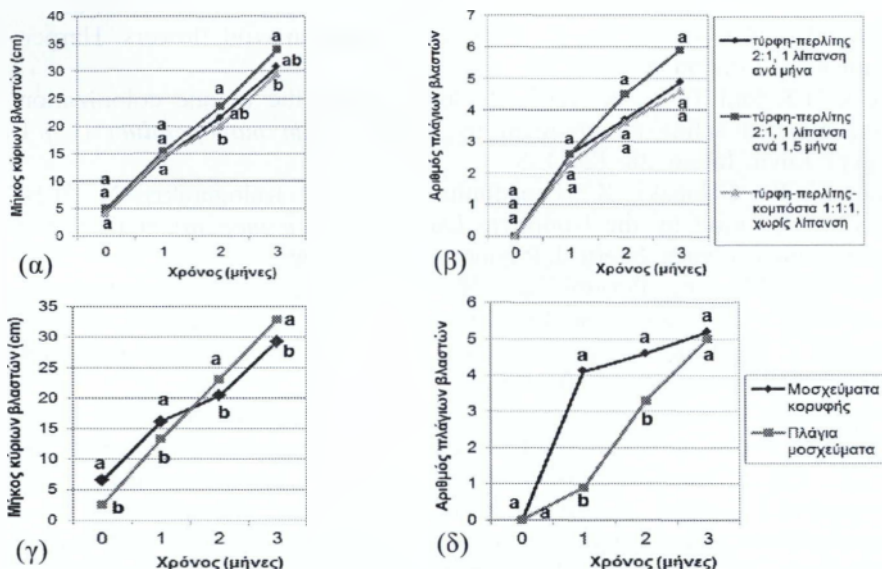 Μήκος κύριων βλαστών (cm)
40
35
30
25
20
15
10
5
0
a
a
a
a
a
a
a
ab
b
a
ab
b
0 1 2 3
Χρόνος (μήνες)
(α)
Αριθμός πλάγιων βλαστών
7
6
5
4
3
2
1
0
a
a
a
a
a
a
a
a
a
a
a
a
0 1 2 3
Χρόνος (μήνες)
(β)
τύρφη-περλίτης
2:1, 1 λίπανση
ανά μήνα
τύρφη-περλίτης
2:1, 1 λίπανση
ανά 1,5 μήνα
τύρφη-περλίτης-
κομπόστα 1:1:1,
χωρίς λίπανση
Μήκος κύριων βλαστών (cm)
35
30
25
20
15
10
5
0
a
b
a
b
a
b
a
b
0 1 2 3
Χρόνος (μήνες)
(γ)
Αριθμός πλάγιων βλαστών
6
5
4
3
2
1
0
a
a
a
b
a
b
a
a
0 1 2 3
Χρόνος (μήνες)
(δ)
Μοσχεύματα
κορυφής
Πλάγια
μοσχεύματα